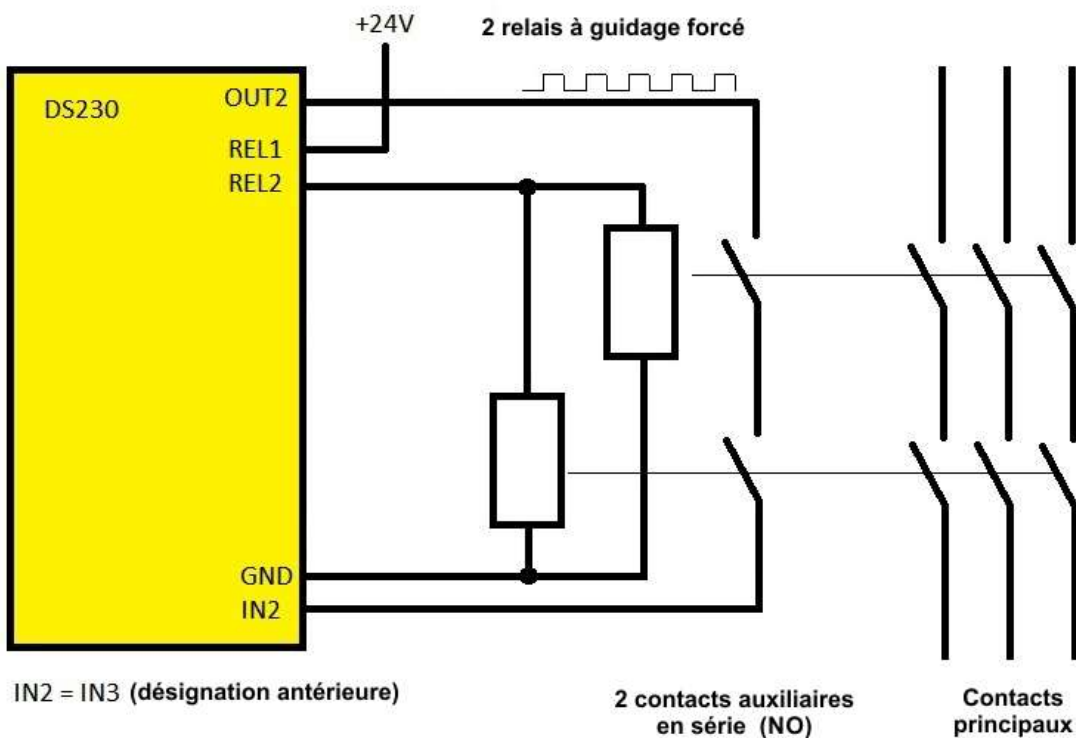 +24V
2 relais à guidage forcé
DS230
OUT2
REL1
REL2
GND
IN2
IN2 = IN3 (désignation antérieure)
2 contacts auxiliaires
en série (NO)
Contacts
principaux